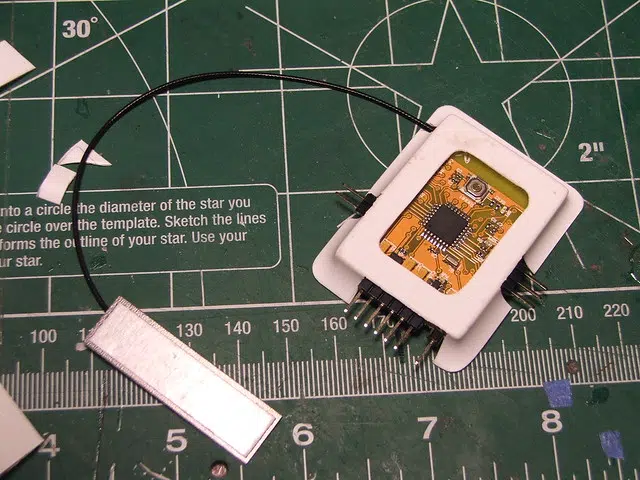 30°
2"
nto a circle the diameter of the star you
e circle over the template. Sketch the lines
forms the outline of your star. Use your
ur star.
100 130 140 150 160 200 210 220
4 5 6 7 8